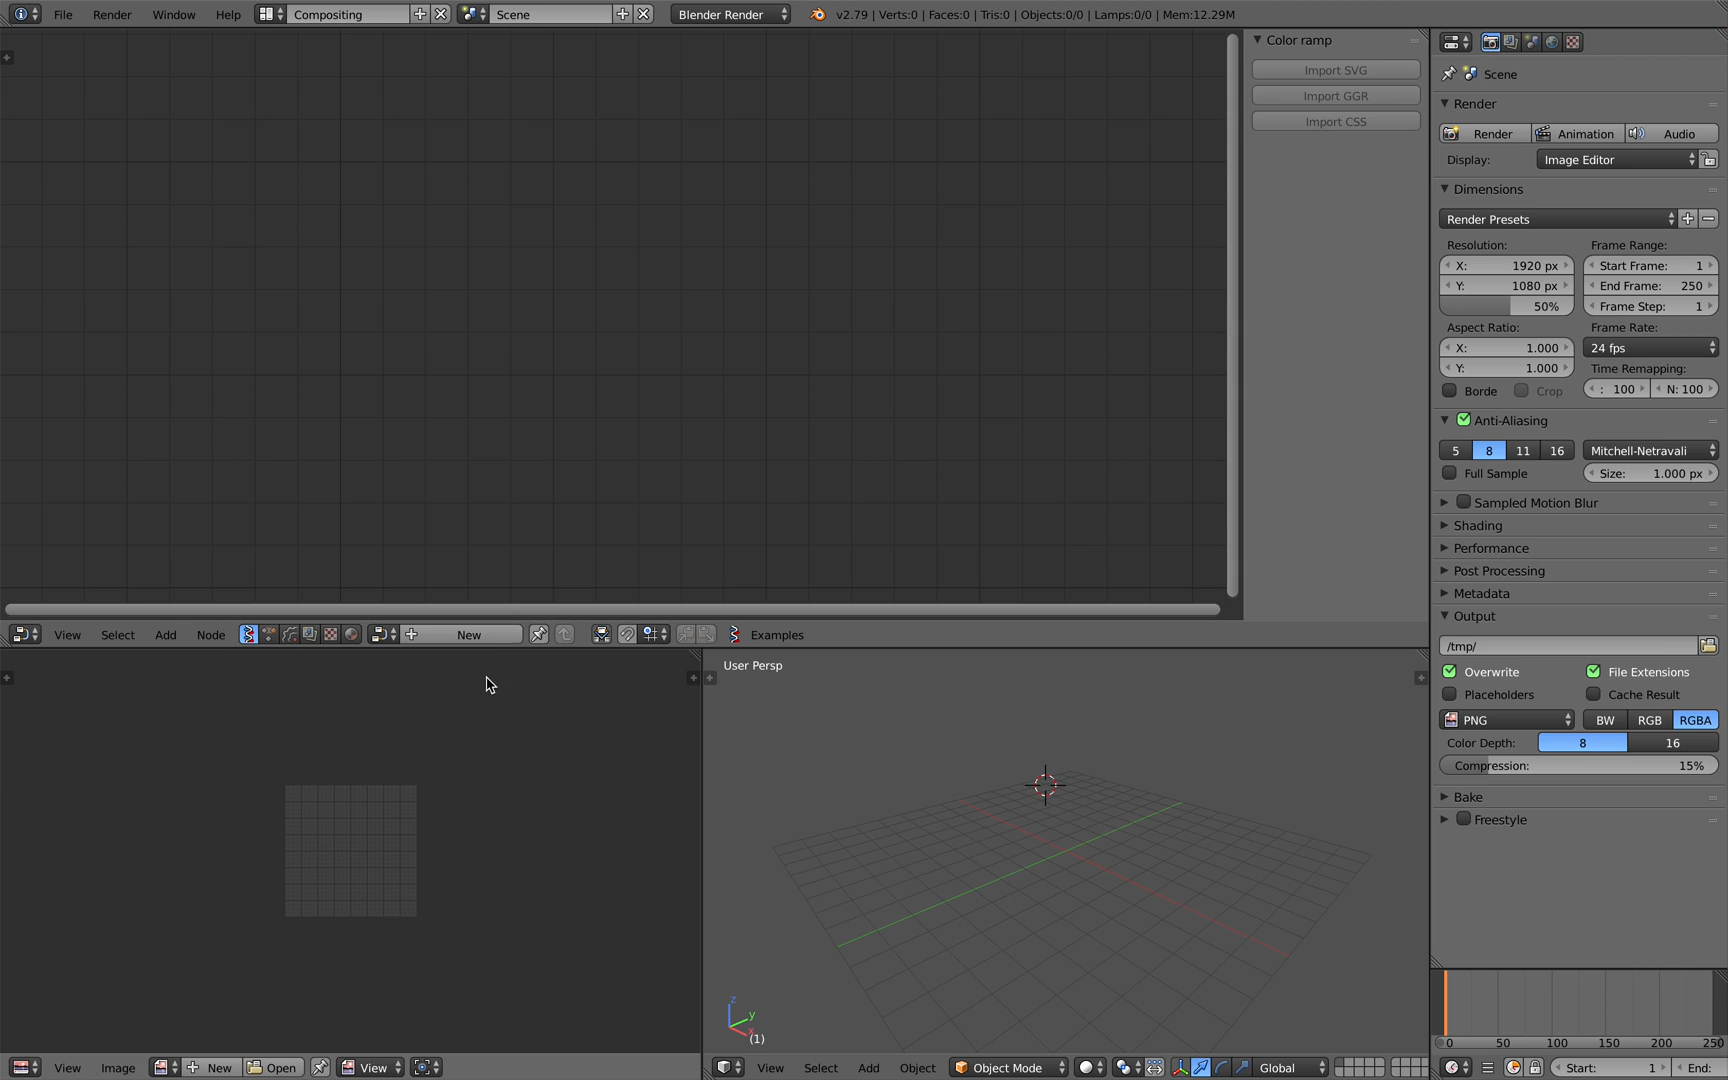 File Render Window Help Compositing Scene Blender Render v2.79 | Verts:0 | Faces:0 | Tris:0 | Objects:0/0 | Lamps:0/0 | Mem:12.29M
Color ramp
Import SVG
Import GGR
Import CSS
View Select Add Node New Examples
User Persp
z
y
x
(1)
View Image New Open View
View Select Add Object Object Mode Global
Scene
Render
Render Animation Audio
Display: Image Editor
Dimensions
Render Presets
Resolution: Frame Range:
X: 1920 px Start Frame: 1
Y: 1080 px End Frame: 250
50% Frame Step: 1
Aspect Ratio: Frame Rate:
X: 1.000 24 fps
Y: 1.000 Time Remapping:
Borde Crop : 100 N: 100
Anti-Aliasing
5 8 11 16 Mitchell-Netravali
Full Sample Size: 1.000 px
Sampled Motion Blur
Shading
Performance
Post Processing
Metadata
Output
/tmp/
Overwrite File Extensions
Placeholders Cache Result
PNG BW RGB RGBA
Color Depth: 8 16
Compression: 15%
Bake
Freestyle
0 50 100 150 200 250
Start: 1 End: